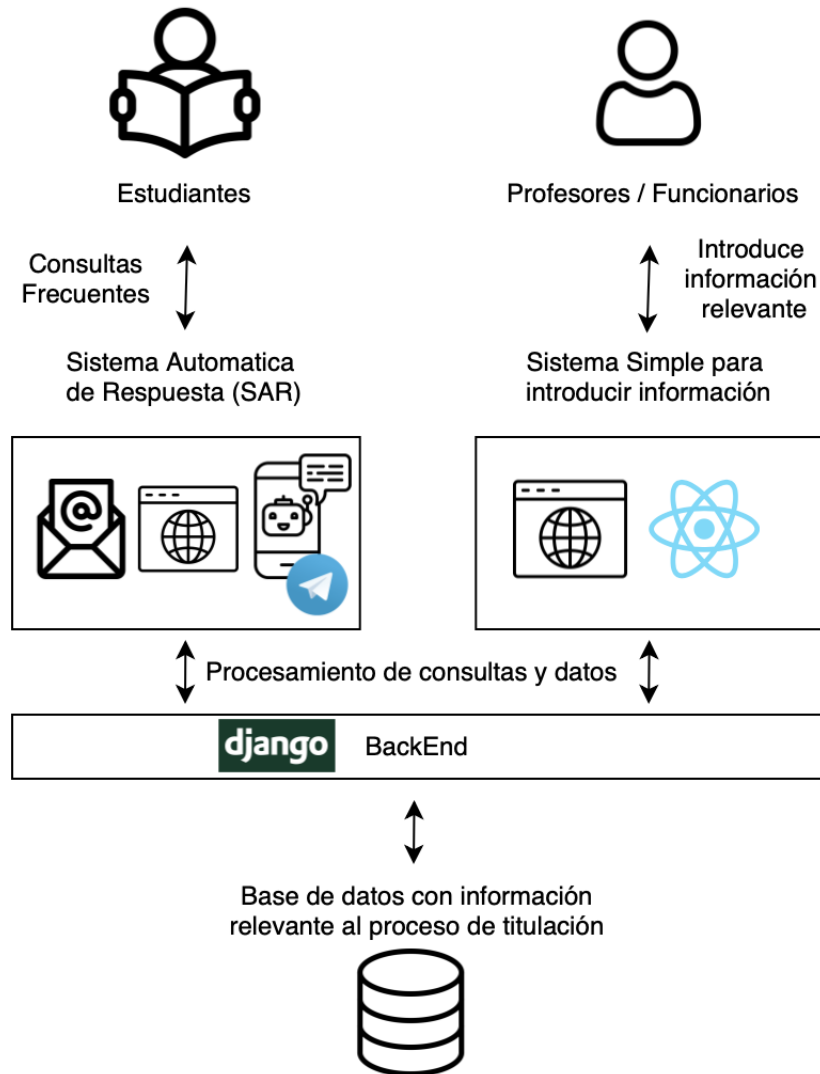 Estudiantes
Profesores / Funcionarios
Consultas
Frecuentes
Introduce
información
relevante
Sistema Automatica
de Respuesta (SAR)
Sistema Simple para
introducir información
@
Procesamiento de consultas y datos
django
BackEnd
Base de datos con información
relevante al proceso de titulación